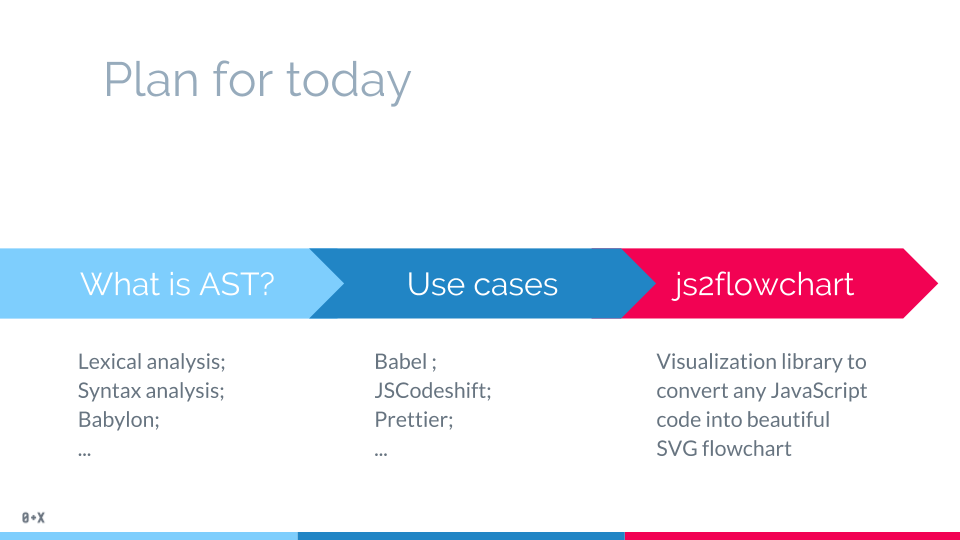 Plan for today
What is AST?
Use cases
js2flowchart
Lexical analysis;
Syntax analysis;
Babylon;
...
Babel ;
JSCodeshift;
Prettier;
...
Visualization library to
convert any JavaScript
code into beautiful
SVG flowchart
0+X